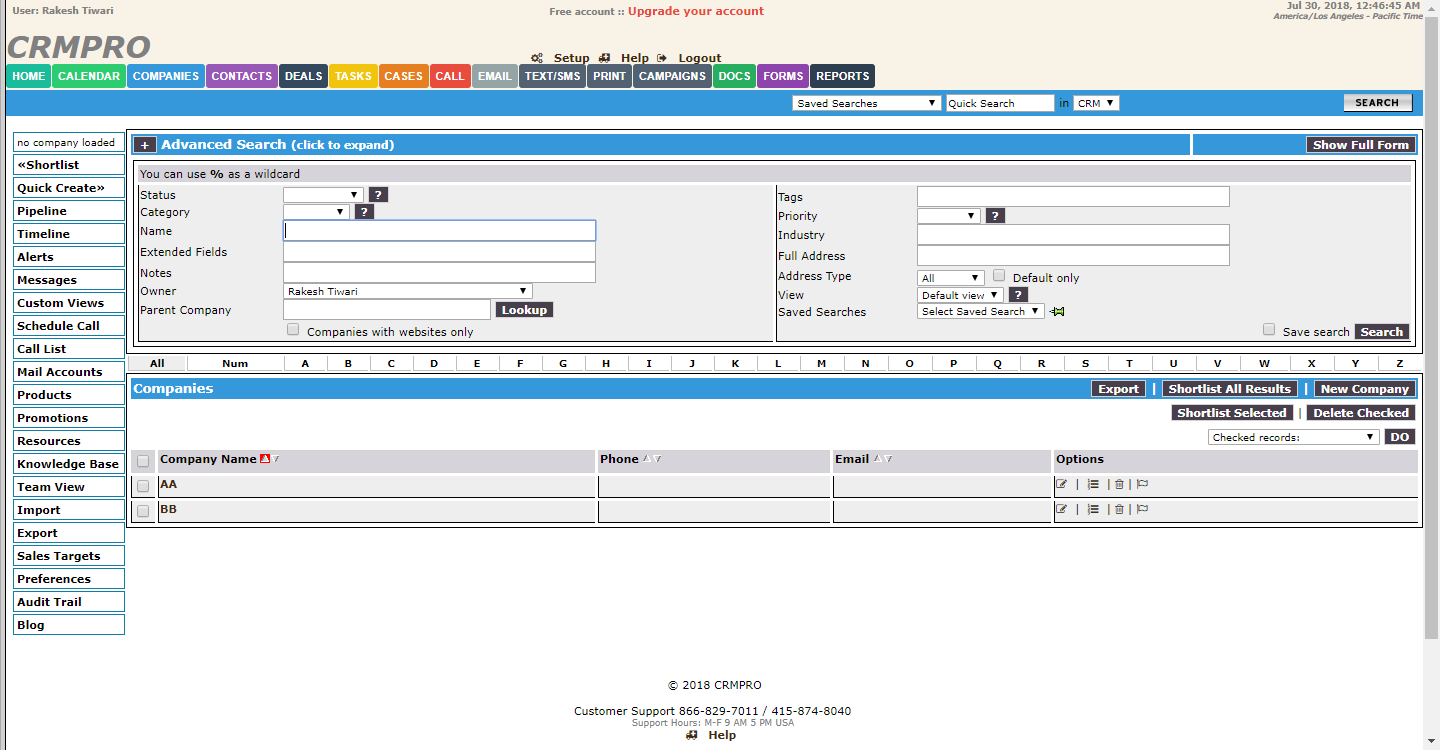 User: Rakesh Tiwari
Free account :: Upgrade your account
Jul 30, 2018, 12:46:45 AM
America/Los Angeles - Pacific Time
CRMPRO
Setup Help Logout
HOME CALENDAR COMPANIES CONTACTS DEALS TASKS CASES CALL EMAIL TEXT/SMS PRINT CAMPAIGNS DOCS FORMS REPORTS
Saved Searches Quick Search in CRM SEARCH
no company loaded
«Shortlist
Quick Create»
Pipeline
Timeline
Alerts
Messages
Custom Views
Schedule Call
Call List
Mail Accounts
Products
Promotions
Resources
Knowledge Base
Team View
Import
Export
Sales Targets
Preferences
Audit Trail
Blog
+ Advanced Search (click to expand) Show Full Form
You can use % as a wildcard
Status ?
Category ?
Name
Extended Fields
Notes
Owner Rakesh Tiwari
Parent Company Lookup
Companies with websites only
Tags
Priority ?
Industry
Full Address
Address Type All Default only
View Default view ?
Saved Searches Select Saved Search
Save search Search
All Num A B C D E F G H I J K L M N O P Q R S T U V W X Y Z
Companies Export | Shortlist All Results | New Company
Shortlist Selected | Delete Checked
Checked records: DO
Company Name Phone Email Options
AA | | |
BB | | |
© 2018 CRMPRO
Customer Support 866-829-7011 / 415-874-8040
Support Hours: M-F 9 AM 5 PM USA
Help